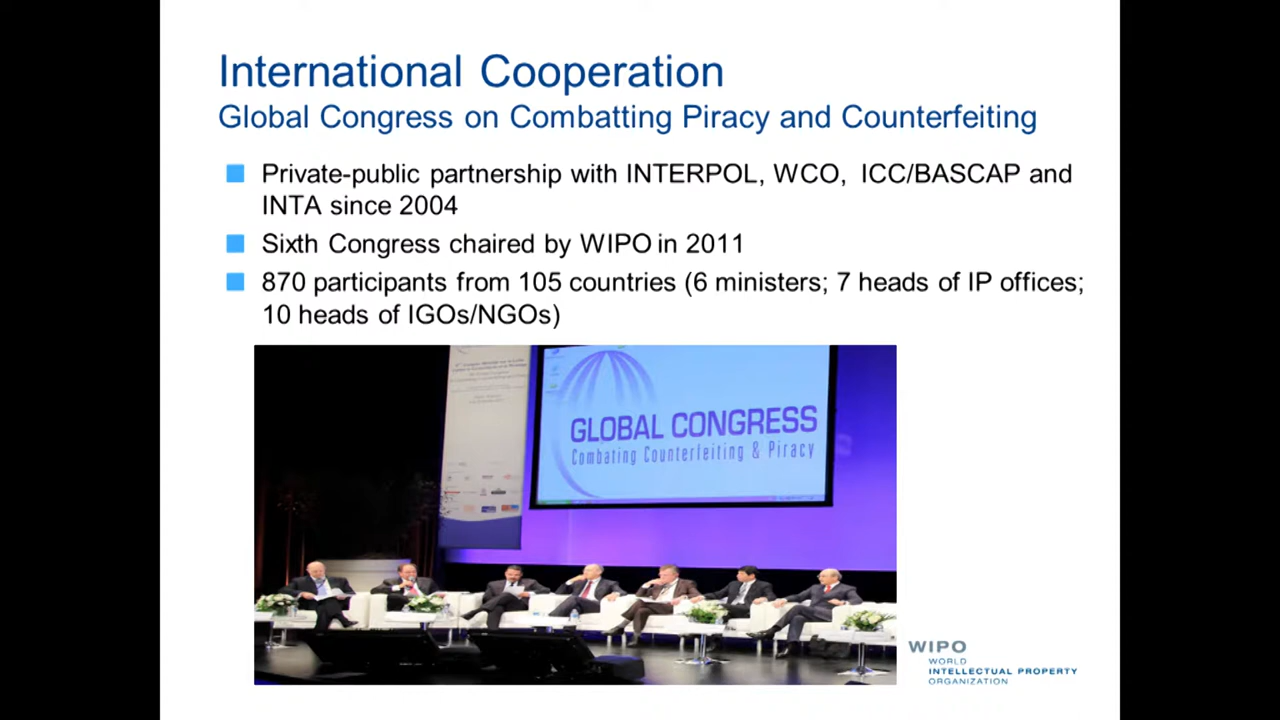 International Cooperation
Global Congress on Combatting Piracy and Counterfeiting
Private-public partnership with INTERPOL, WCO, ICC/BASCAP and
INTA since 2004
Sixth Congress chaired by WIPO in 2011
870 participants from 105 countries (6 ministers; 7 heads of IP offices;
10 heads of IGOs/NGOs)
GLOBAL CONGRESS
Combating Counterfeiting & Piracy
WIPO
WORLD
INTELLECTUAL PROPERTY
ORGANIZATION